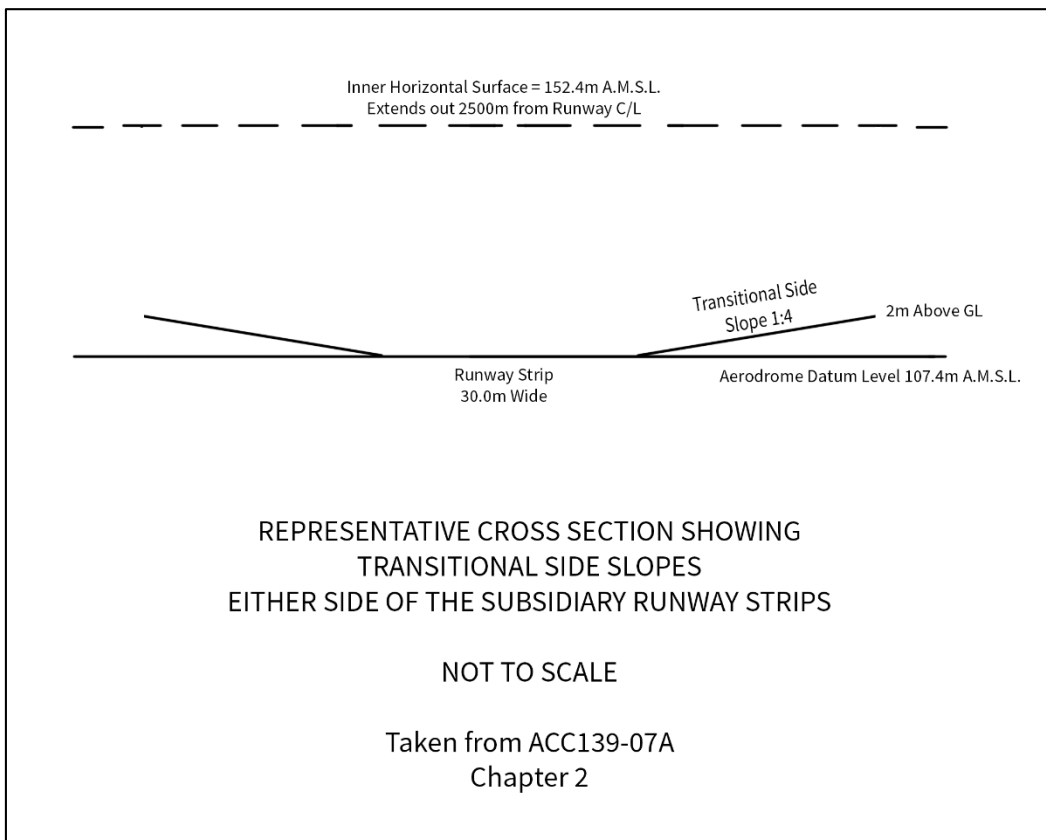 Inner Horizontal Surface = 152.4m A.M.S.L.
Extends out 2500m from Runway C/L
Transitional Side
Slope 1:4
2m Above GL
Runway Strip
30.0m Wide
Aerodrome Datum Level 107.4m A.M.S.L.
REPRESENTATIVE CROSS SECTION SHOWING
TRANSITIONAL SIDE SLOPES
EITHER SIDE OF THE SUBSIDIARY RUNWAY STRIPS
NOT TO SCALE
Taken from ACC139-07A
Chapter 2